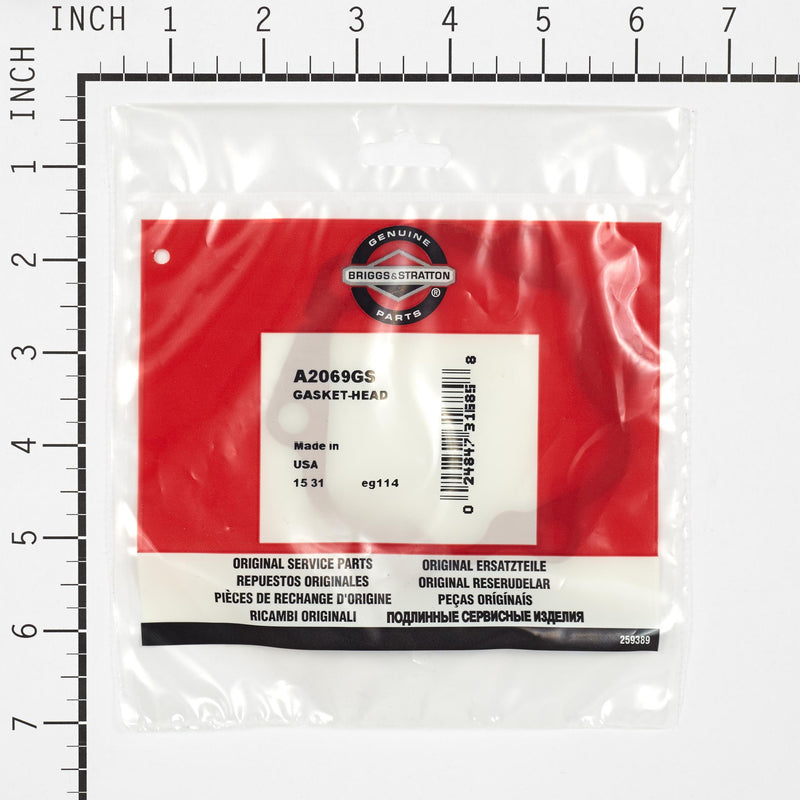 INCH 1 2 3 4 5 6 7
INCH
1
2
3
4
5
6
7
GENUINE
BRIGGS&STRATTON
®
PARTS
A2069GS
GASKET-HEAD
Made in
USA
15 31 eg114
0 24847 31685 8
ORIGINAL SERVICE PARTS ORIGINAL ERSATZTEILE
REPUESTOS ORIGINALES ORIGINAL RESERUDELAR
PIÈCES DE RECHANGE D'ORIGINE PEÇAS ORÍGÍNAIS
RICAMBI ORIGINALI ПОДЛИННЫЕ СЕРВИСНЫЕ ИЗДЕЛИЯ
259389